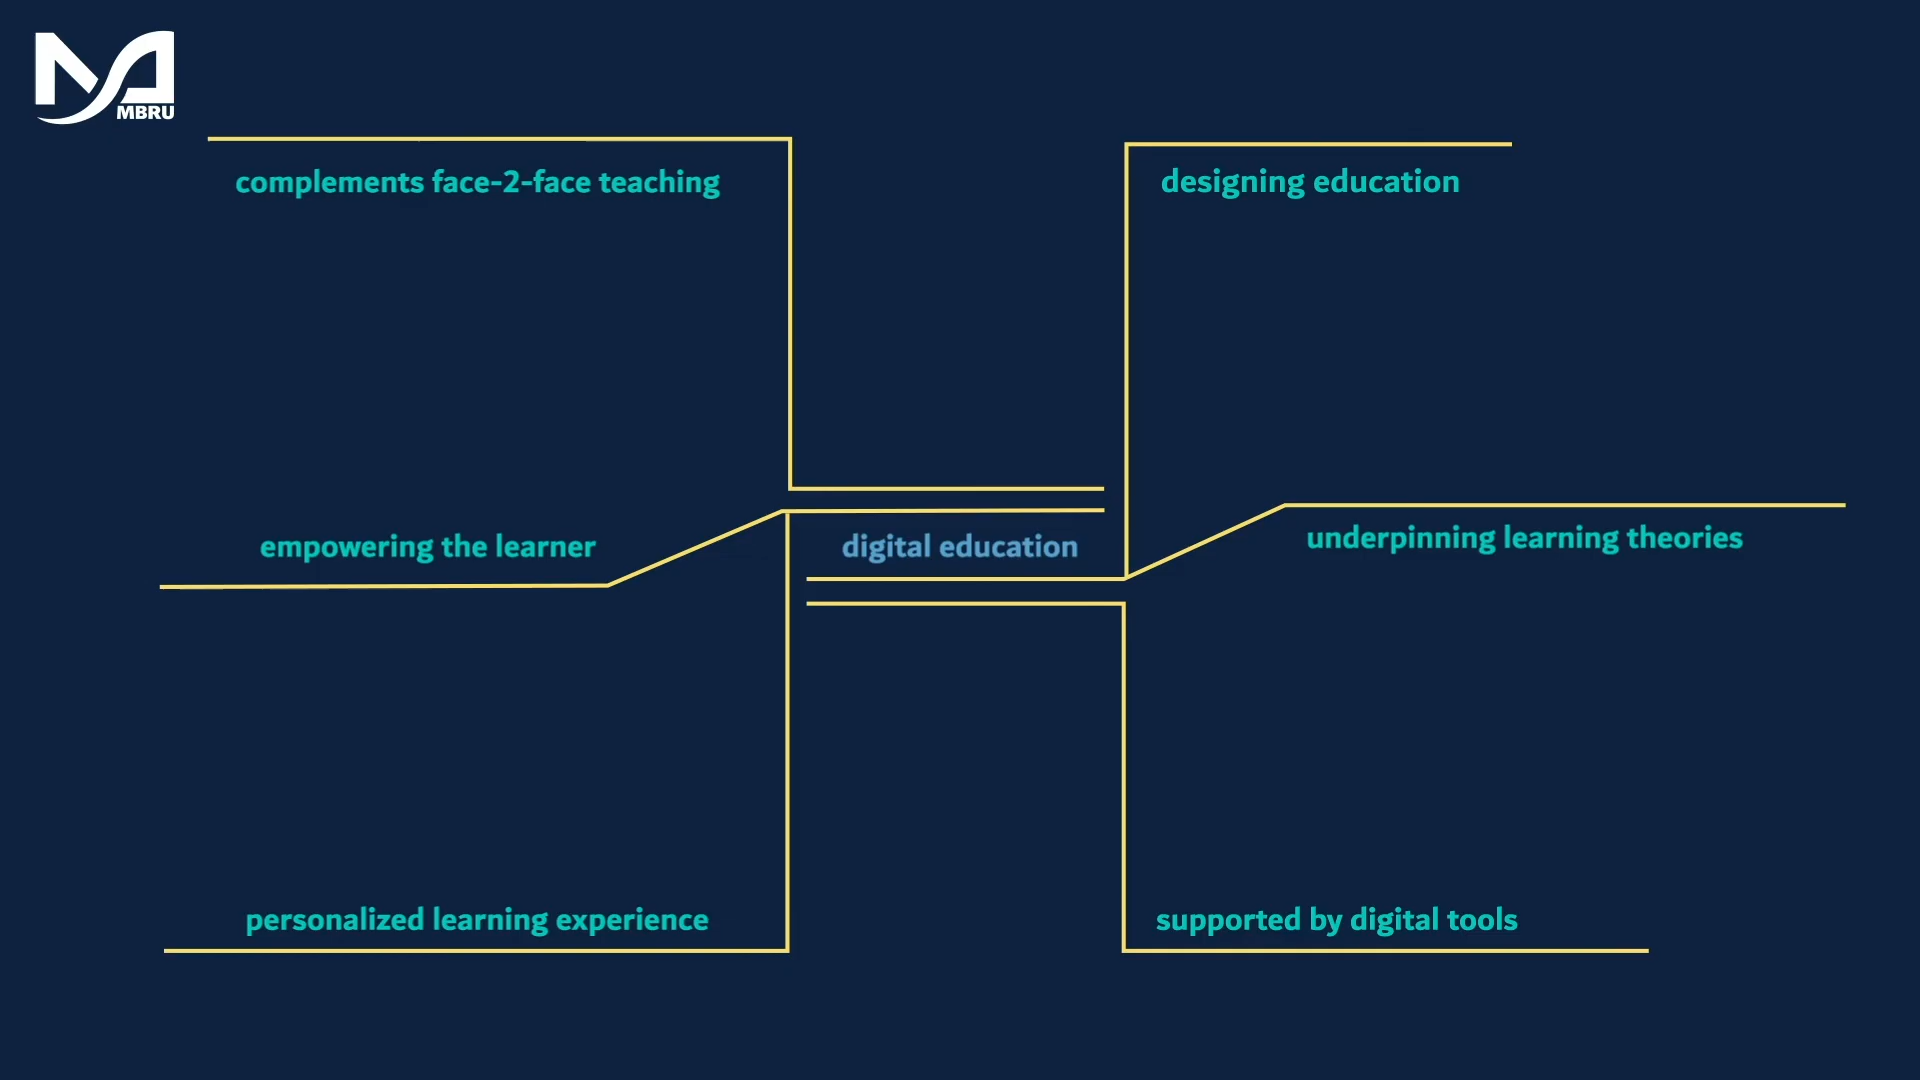 MBRU
complements face-2-face teaching
designing education
empowering the learner
digital education
underpinning learning theories
personalized learning experience
supported by digital tools